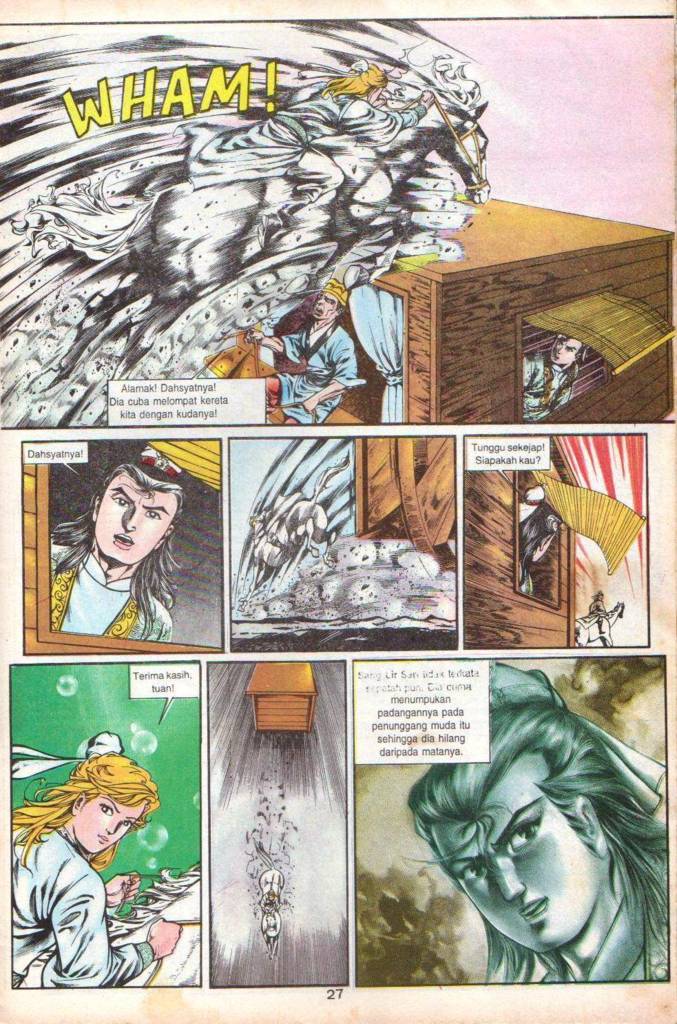 WHAM!
Alamak! Dahsyatnya!
Dia cuba melompat kereta
kita dengan kudanya!
Dahsyatnya!
Tunggu sekejap!
Siapakah kau?
Terima kasih,
tuan!
Sang Lir San tidak terkata
sepatah pun. Dia cuma
menumpukan
padangannya pada
penunggang muda itu
sehingga dia hilang
daripada matanya.
27